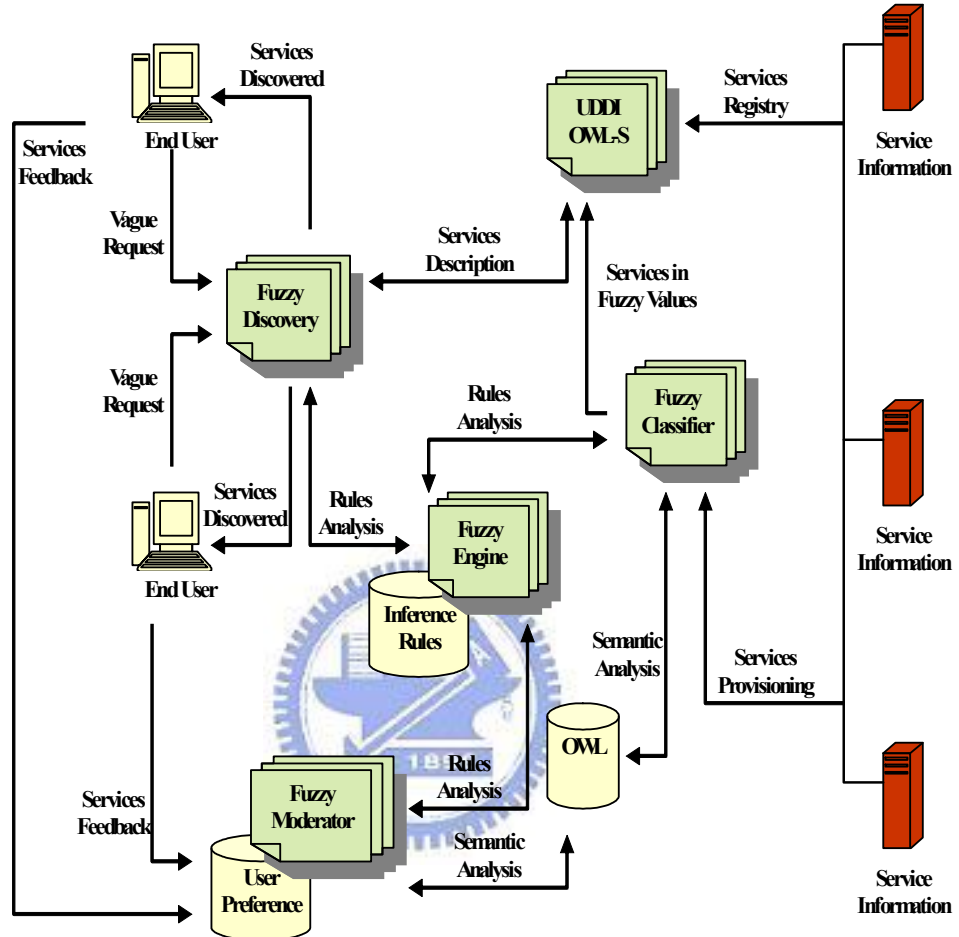 Services
Discovered
End User
Services
Feedback
Vague
Request
UDDI
OWL-S
Services
Registry
Service
Information
Services
Description
Fuzzy
Discovery
Services in
Fuzzy Values
Vague
Request
Rules
Analysis
Fuzzy
Classifier
Services
Discovered
Rules
Analysis
Fuzzy
Engine
Service
Information
End User
Inference
Rules
Semantic
Analysis
Services
Provisioning
OWL
189
Rules
Analysis
Fuzzy
Moderator
Services
Feedback
Semantic
Analysis
User
Preference
Service
Information